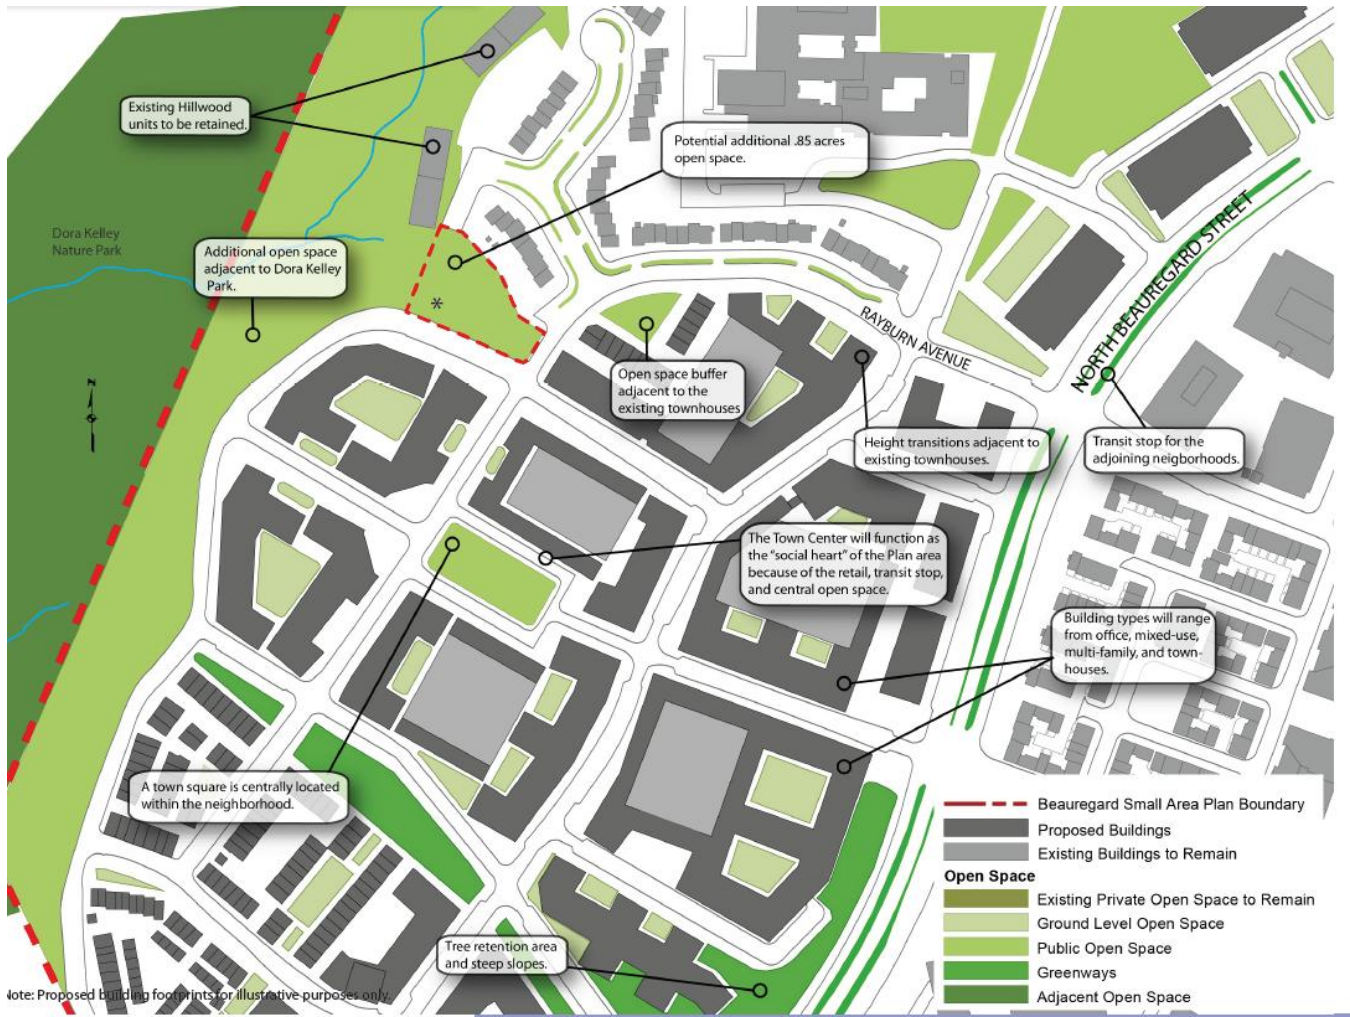 Existing Hillwood
units to be retained.
Potential additional .85 acres
open space.
Dora Kelley
Nature Park
Additional open space
adjacent to Dora Kelley
Park.
*
NORTH BEAUREGARD STREET
RAYBURN AVENUE
Open space buffer
adjacent to the
existing townhouses
N
Height transitions adjacent to
existing townhouses.
Transit stop for the
adjoining neigborhoods.
The Town Center will function as
the "social heart" of the Plan area
because of the retail, transit stop,
and central open space.
Building types will range
from office, mixed-use,
multi-family, and town-
houses.
A town square is centrally located
within the neighborhood.
Beauregard Small Area Plan Boundary
Proposed Buildings
Existing Buildings to Remain
Open Space
Existing Private Open Space to Remain
Ground Level Open Space
Public Open Space
Greenways
Adjacent Open Space
Tree retention area
and steep slopes.
Note: Proposed building footprints for illustrative purposes only.